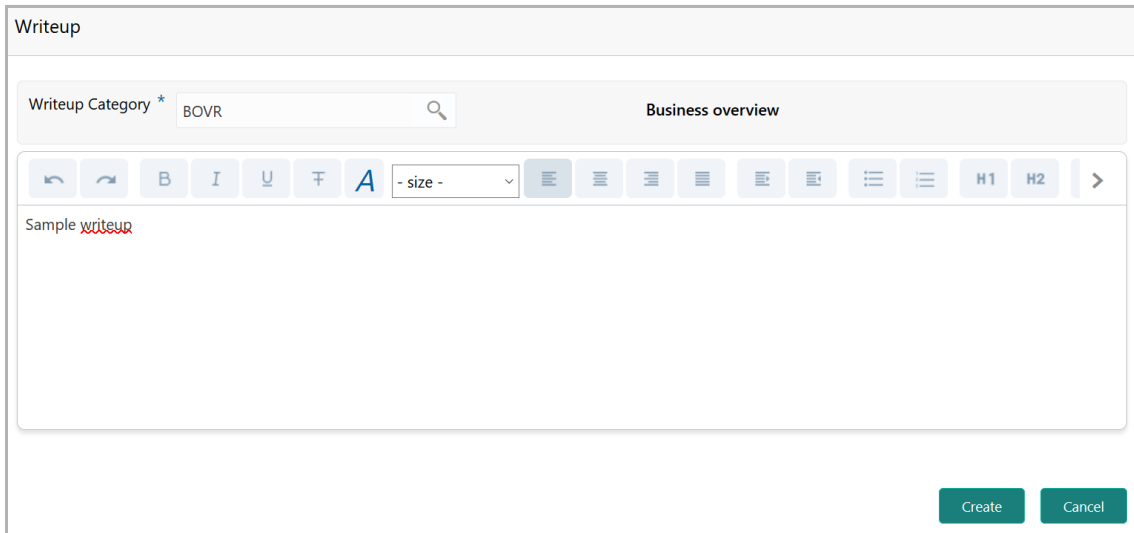 Writeup
Writeup Category * BOVR Business overview
B I U T A - size - H1 H2
Sample writeup
Create Cancel